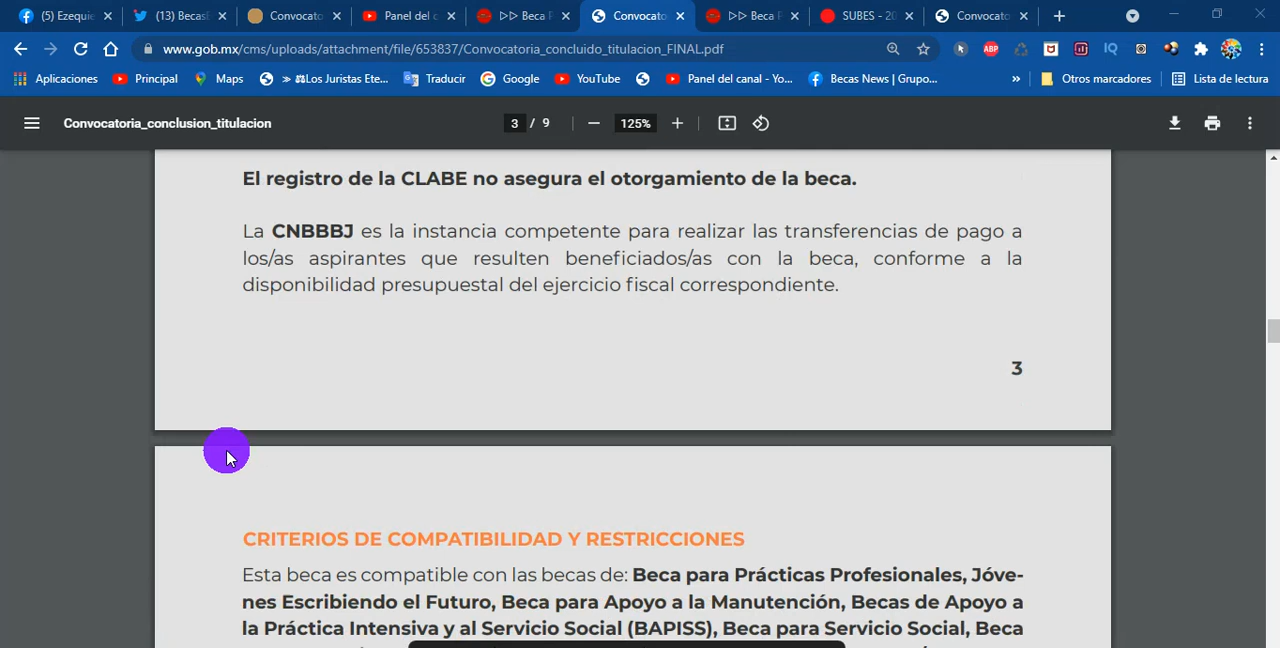 (5) Ezequie
(13) Becas
Convocato
Panel del c
▷▷ Beca P
Convocato
▷▷ Beca P
SUBES - 20
Convocato
www.gob.mx/cms/uploads/attachment/file/653837/Convocatoria_concluido_titulacion_FINAL.pdf
ABP
IQ
Aplicaciones
Principal
Maps
» ⚖Los Juristas Ete...
Traducir
Google
YouTube
Panel del canal - Yo...
Becas News | Grupo...
»
Otros marcadores
Lista de lectura
Convocatoria_conclusion_titulacion
3 / 9
125%
El registro de la CLABE no asegura el otorgamiento de la beca.
La CNBBBJ es la instancia competente para realizar las transferencias de pago a
los/as aspirantes que resulten beneficiados/as con la beca, conforme a la
disponibilidad presupuestal del ejercicio fiscal correspondiente.
3
CRITERIOS DE COMPATIBILIDAD Y RESTRICCIONES
Esta beca es compatible con las becas de: Beca para Prácticas Profesionales, Jóve-
nes Escribiendo el Futuro, Beca para Apoyo a la Manutención, Becas de Apoyo a
la Práctica Intensiva y al Servicio Social (BAPISS), Beca para Servicio Social, Beca